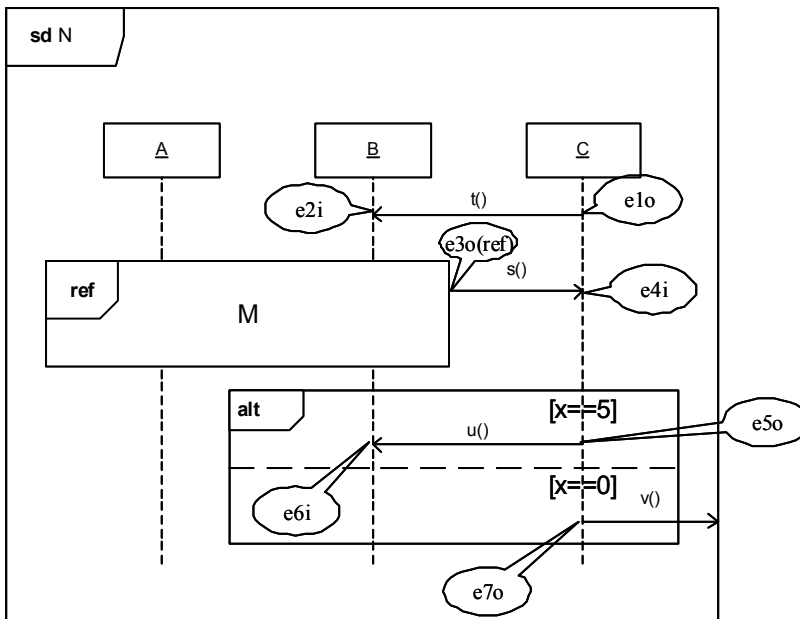 sd N
A
B
C
t()
e2i
e1o
e3o(ref)
s()
ref
M
e4i
alt
[x==5]
u()
e5o
[x==0]
v()
e6i
e7o